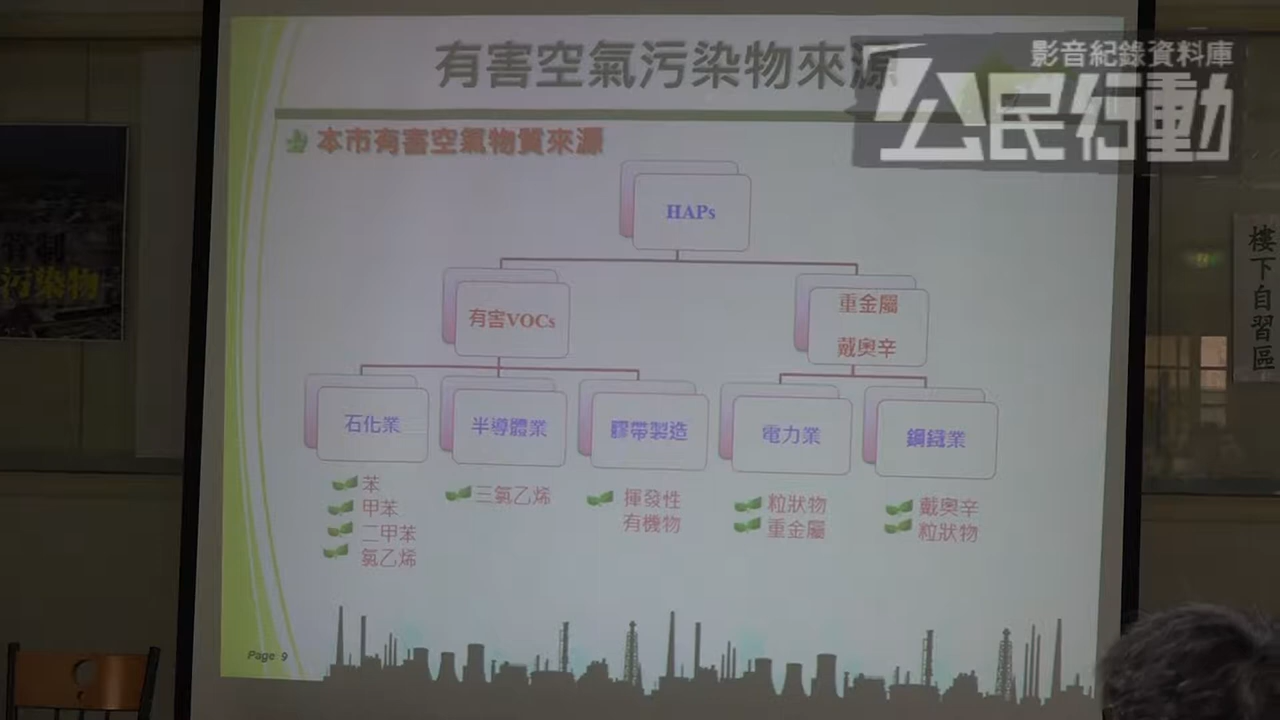 有害空氣污染物來源
影音紀錄資料庫
公民行動
本市有害空氣物質來源
HAPs
有害VOCs
重金屬
戴奧辛
石化業
半導體業
膠帶製造
電力業
鋼鐵業
苯
甲苯
二甲苯
氯乙烯
三氯乙烯
揮發性
有機物
粒狀物
重金屬
戴奧辛
粒狀物
Page 9
管制
污染物
樓下自習區